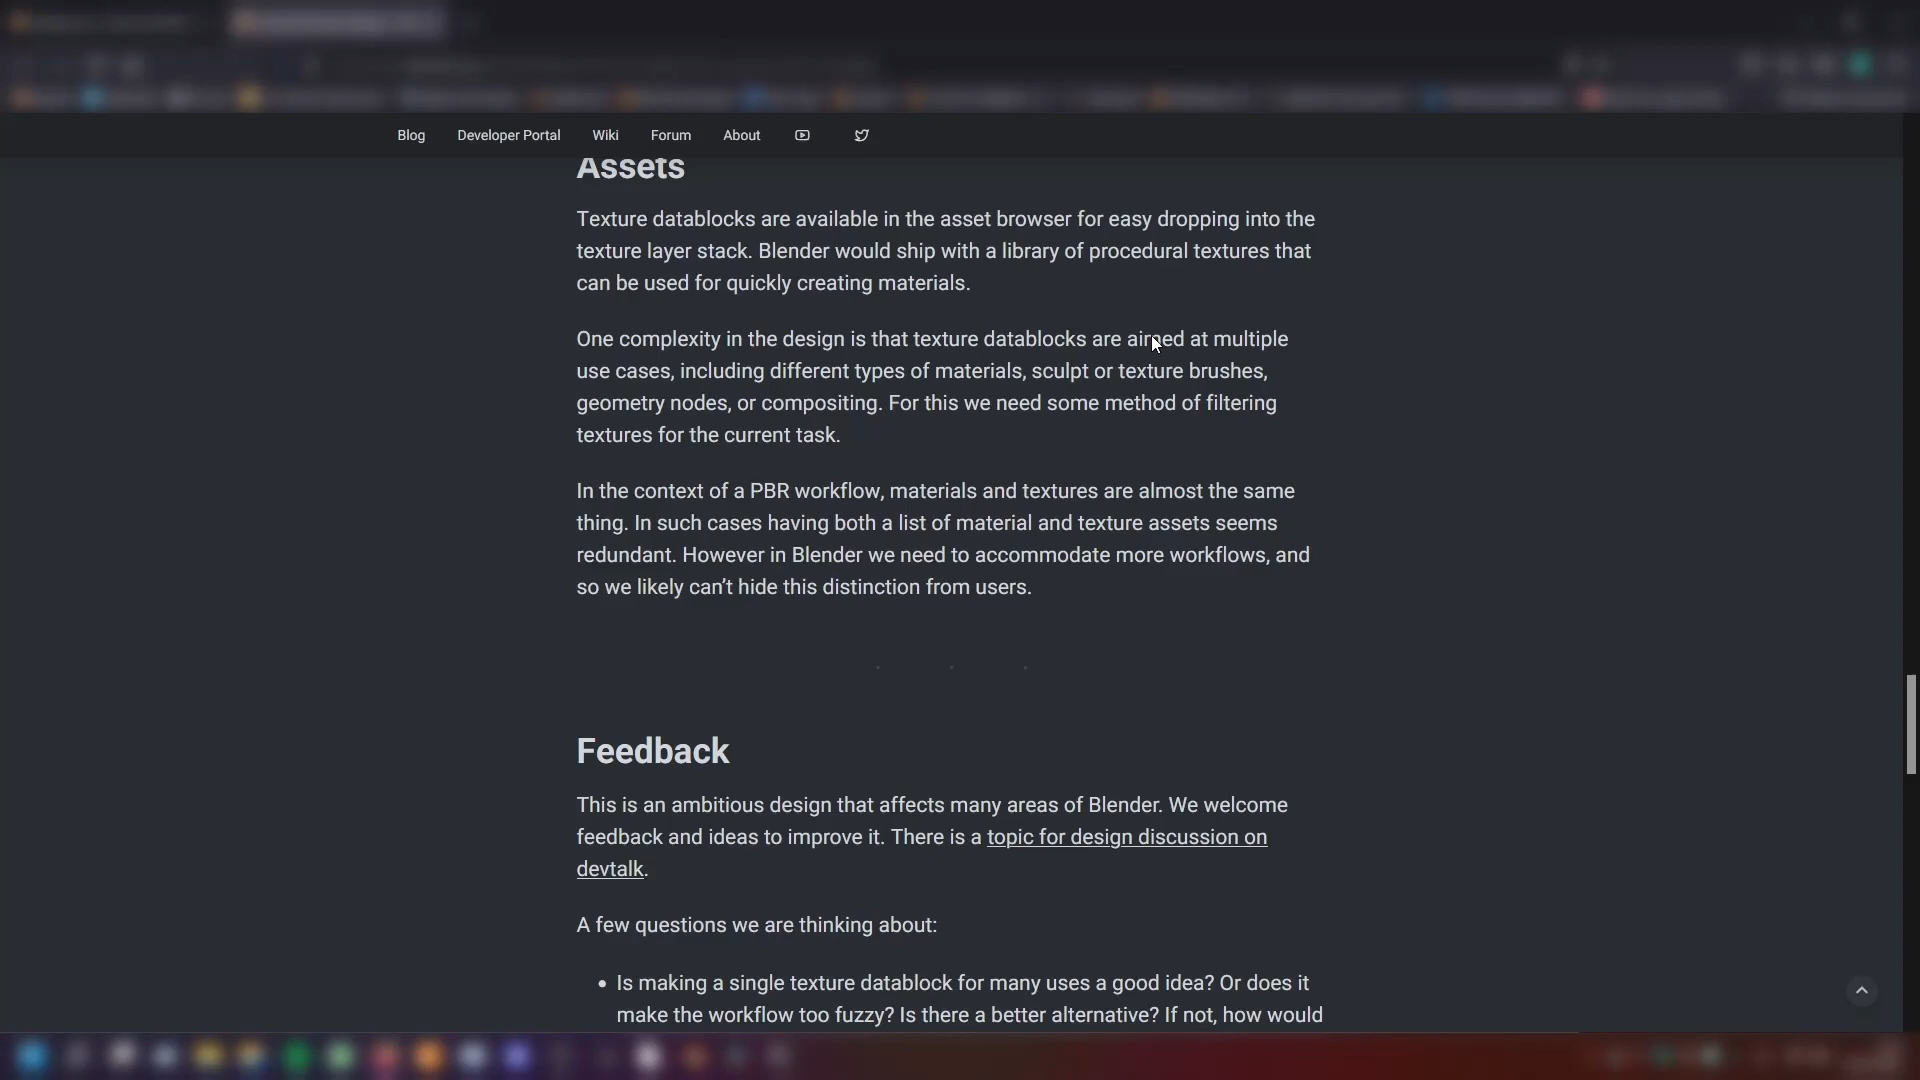 Blog Developer Portal Wiki Forum About
Assets
Texture datablocks are available in the asset browser for easy dropping into the
texture layer stack. Blender would ship with a library of procedural textures that
can be used for quickly creating materials.
One complexity in the design is that texture datablocks are aimed at multiple
use cases, including different types of materials, sculpt or texture brushes,
geometry nodes, or compositing. For this we need some method of filtering
textures for the current task.
In the context of a PBR workflow, materials and textures are almost the same
thing. In such cases having both a list of material and texture assets seems
redundant. However in Blender we need to accommodate more workflows, and
so we likely can’t hide this distinction from users.
. . .
Feedback
This is an ambitious design that affects many areas of Blender. We welcome
feedback and ideas to improve it. There is a topic for design discussion on
devtalk.
A few questions we are thinking about:
• Is making a single texture datablock for many uses a good idea? Or does it
make the workflow too fuzzy? Is there a better alternative? If not, how would